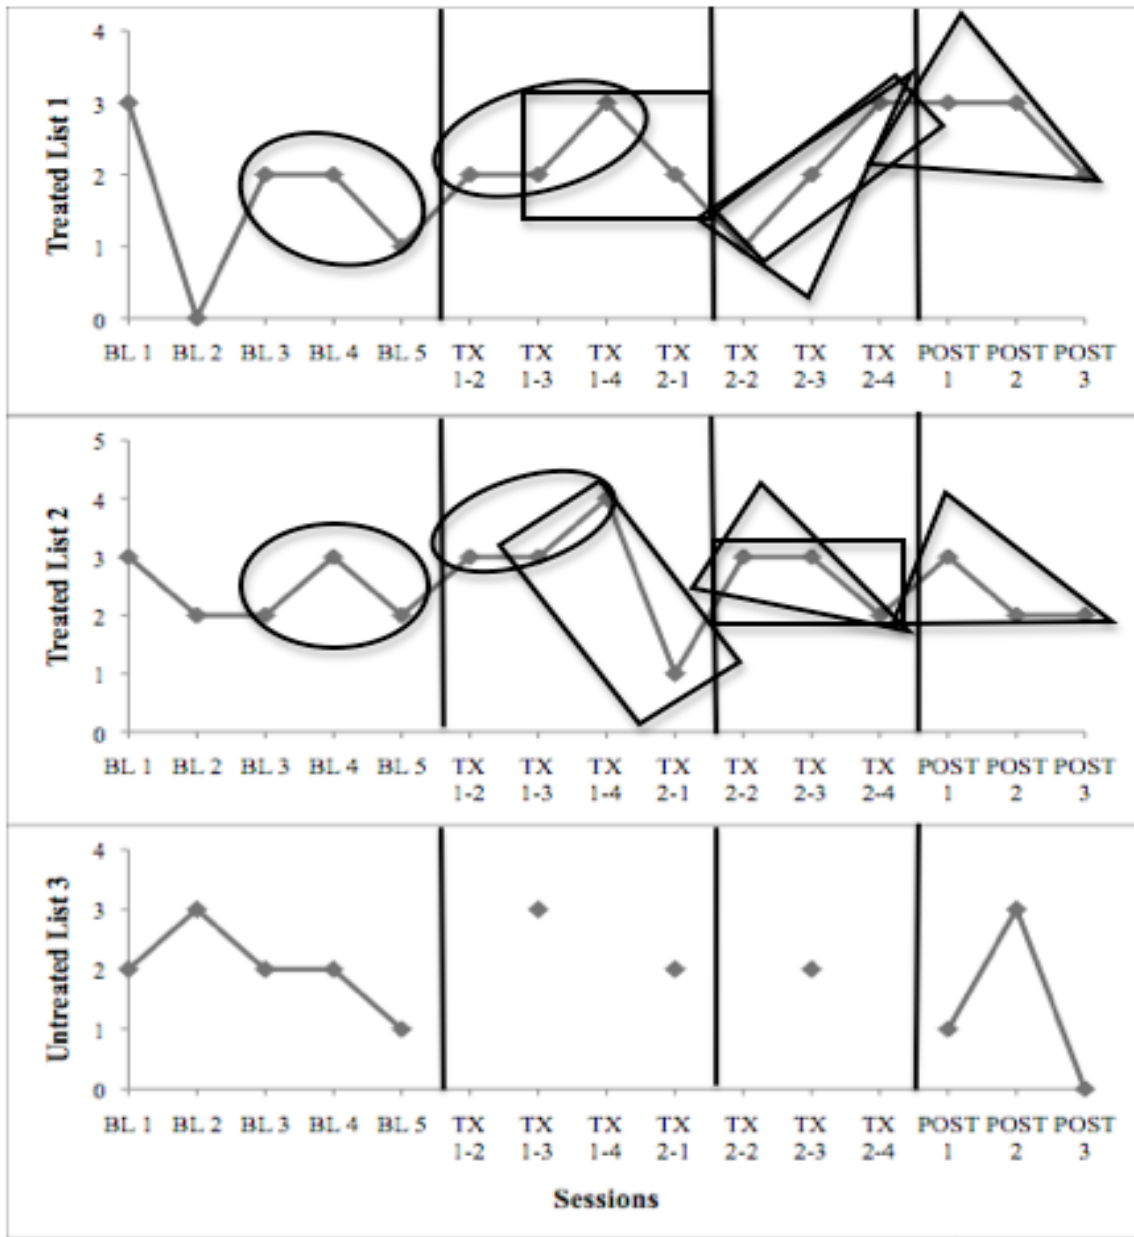 Treated List 1
4
3
2
1
0
BL 1 BL 2 BL 3 BL 4 BL 5 TX TX TX TX TX TX TX POST POST POST
1-2 1-3 1-4 2-1 2-2 2-3 2-4 1 2 3
Treated List 2
5
4
3
2
1
0
BL 1 BL 2 BL 3 BL 4 BL 5 TX TX TX TX TX TX TX POST POST POST
1-2 1-3 1-4 2-1 2-2 2-3 2-4 1 2 3
Untreated List 3
4
3
2
1
0
BL 1 BL 2 BL 3 BL 4 BL 5 TX TX TX TX TX TX TX POST POST POST
1-2 1-3 1-4 2-1 2-2 2-3 2-4 1 2 3
Sessions